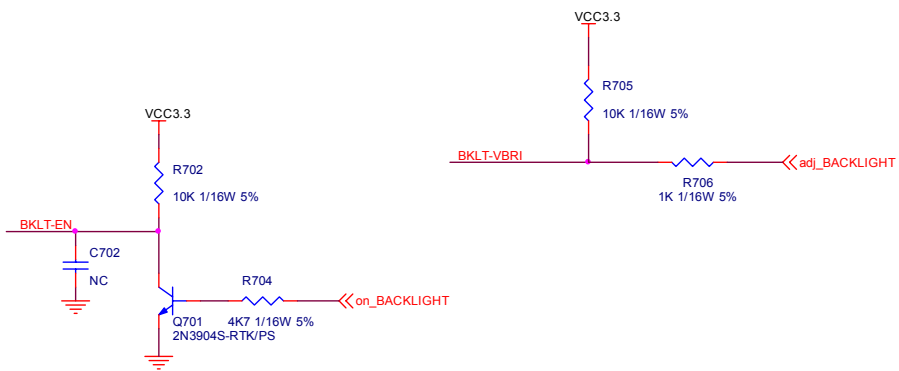 VCC3.3
R705
10K 1/16W 5%
BKLT-VBRI
adj_BACKLIGHT
R706
1K 1/16W 5%
VCC3.3
R702
10K 1/16W 5%
BKLT-EN
C702
NC
R704
on_BACKLIGHT
Q701
4K7 1/16W 5%
2N3904S-RTK/PS